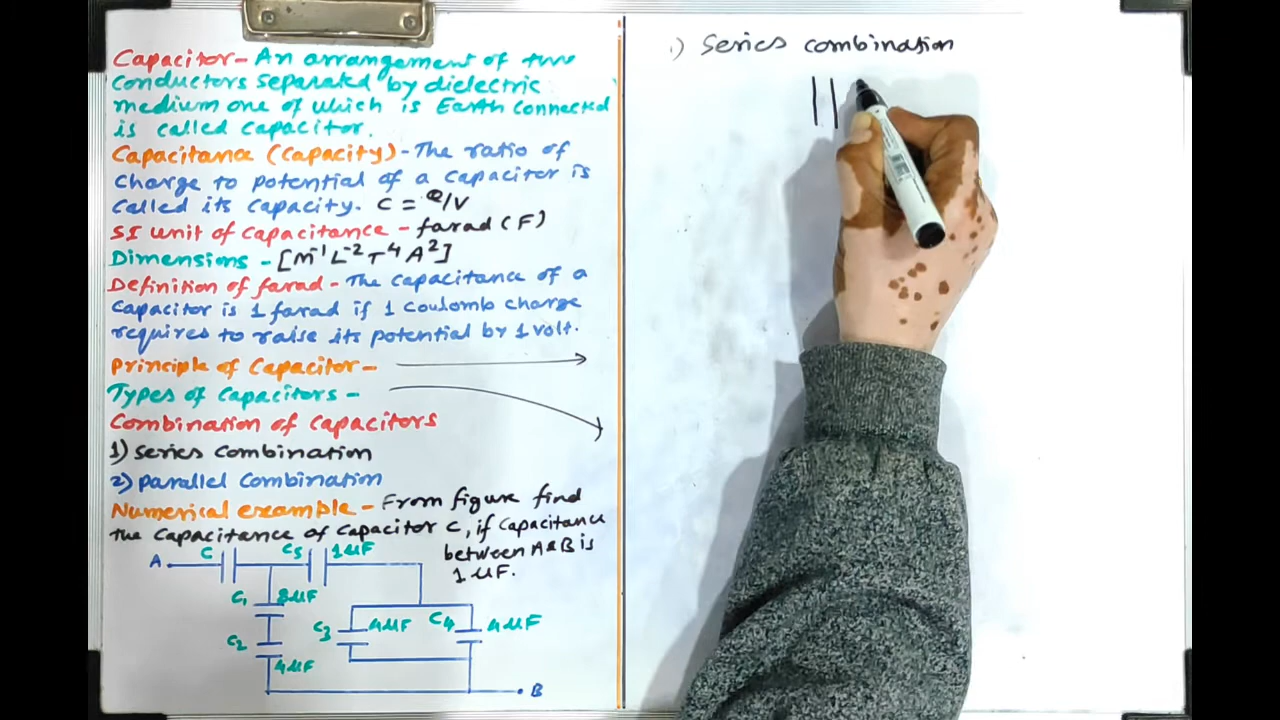 Capacitor - An arrangement of two
conductors separated by dielectric
medium one of which is Earth connected
is called capacitor.
Capacitance (Capacity) - The ratio of
charge to potential of a capacitor is
called its capacity. C = Q/V
SI unit of Capacitance - farad (F)
Dimensions - [M⁻¹ L⁻² T⁴ A²]
Definition of farad - The capacitance of a
capacitor is 1 farad if 1 coulomb charge
requires to raise its potential by 1 volt.
Principle of Capacitor -
Types of Capacitors -
Combination of Capacitors
1) Series Combination
2) Parallel Combination
Numerical example - From figure find
the capacitance of capacitor C, if capacitance
between A & B is
1 μF.
A C C5 1μF
C1 8μF
C2 4μF
C3 4μF C4 4μF
B
1) Series combination